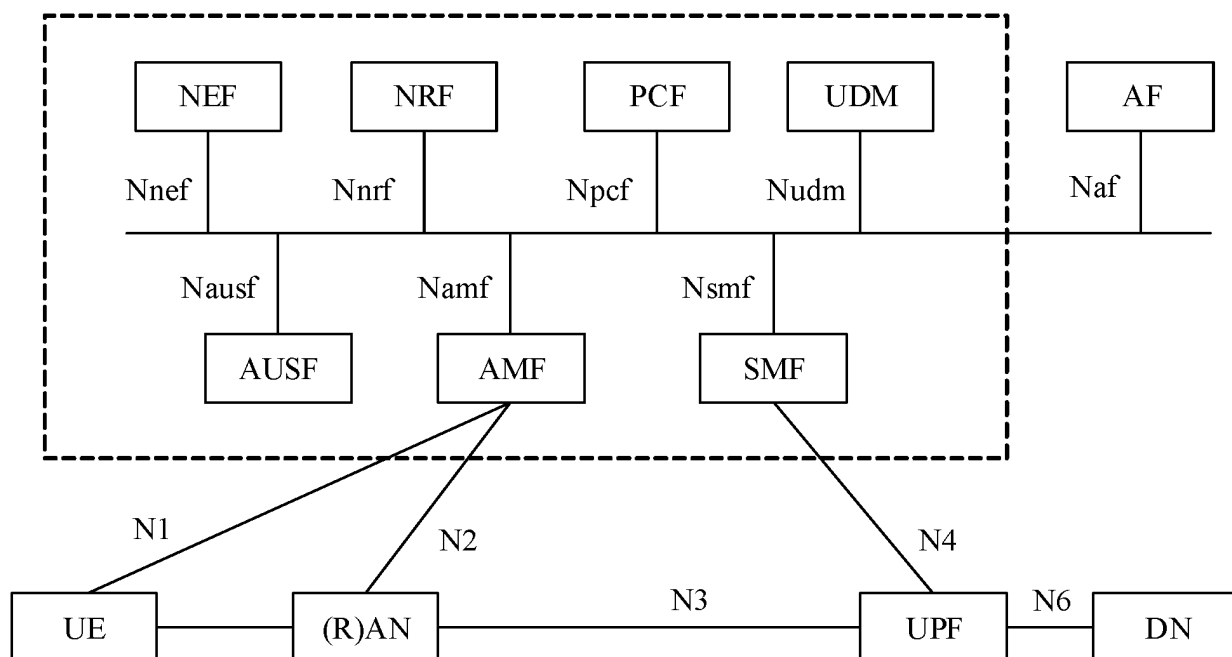 NEF NRF PCF UDM AF
Nnef Nnrf Npcf Nudm Naf
Nausf Namf Nsmf
AUSF AMF SMF
N1 N2 N4
N3 N6
UE (R)AN UPF DN